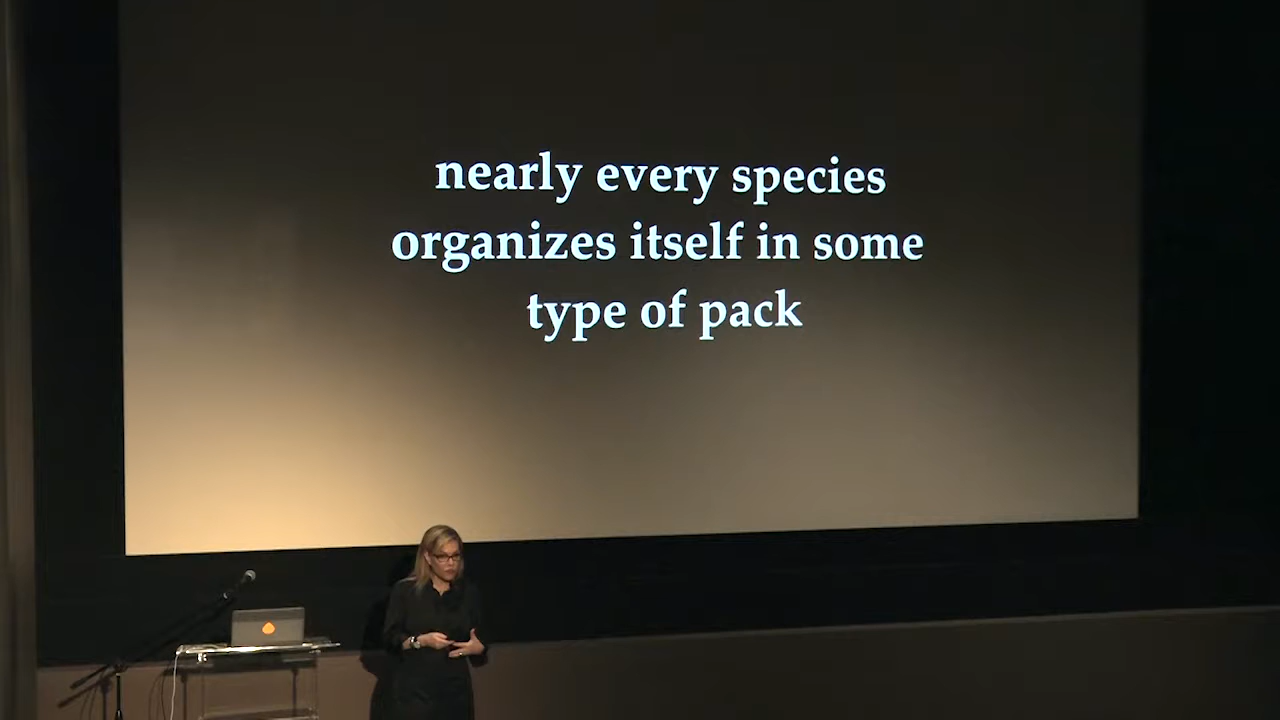 nearly every species
organizes itself in some
type of pack